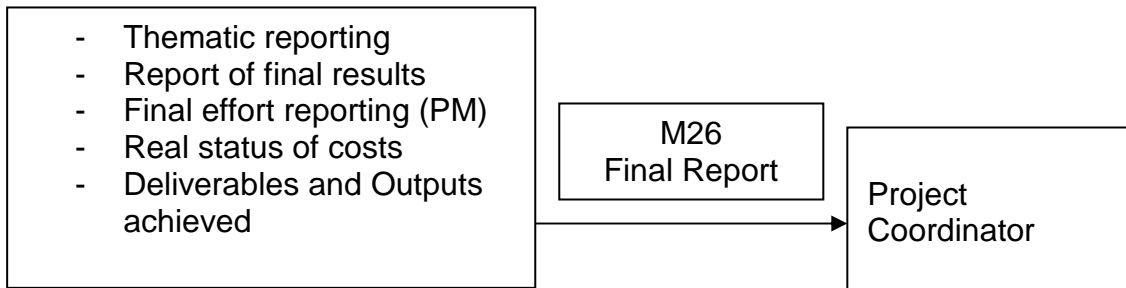 - Thematic reporting
- Report of final results
- Final effort reporting (PM)
- Real status of costs
- Deliverables and Outputs
achieved
M26
Final Report
Project
Coordinator